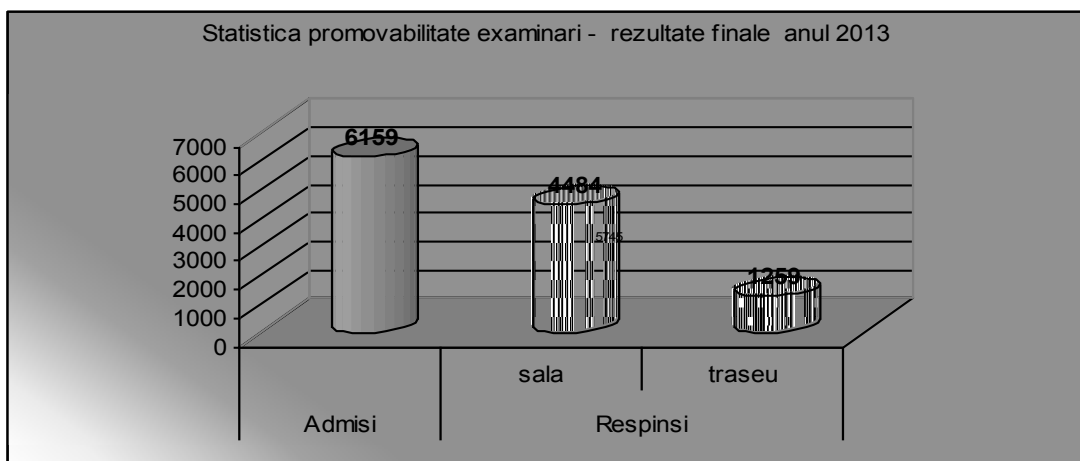 Statistica promovabilitate examinari - rezultate finale anul 2013
7000
6000
5000
4000
3000
2000
1000
0
6159
4484
5745
1259
sala
traseu
Admisi
Respinsi